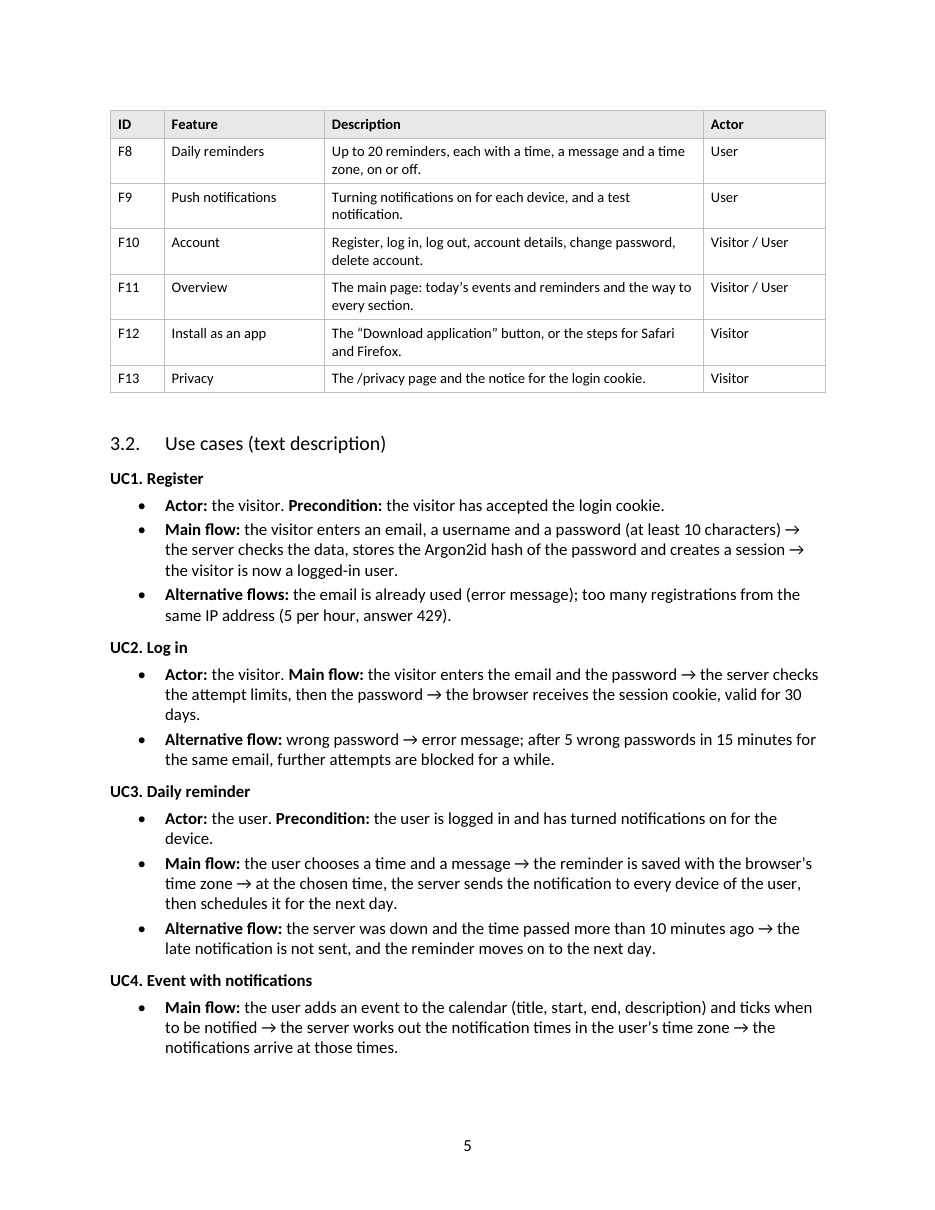 ID Feature Description Actor
F8 Daily reminders Up to 20 reminders, each with a time, a message and a time User
zone, on or off.
F9 Push notifications Turning notifications on for each device, and a test User
notification.
F10 Account Register, log in, log out, account details, change password, Visitor / User
delete account.
F11 Overview The main page: today’s events and reminders and the way to Visitor / User
every section.
F12 Install as an app The “Download application” button, or the steps for Safari Visitor
and Firefox.
F13 Privacy The /privacy page and the notice for the login cookie. Visitor
3.2. Use cases (text description)
UC1. Register
• Actor: the visitor. Precondition: the visitor has accepted the login cookie.
• Main flow: the visitor enters an email, a username and a password (at least 10 characters) →
the server checks the data, stores the Argon2id hash of the password and creates a session →
the visitor is now a logged-in user.
• Alternative flows: the email is already used (error message); too many registrations from the
same IP address (5 per hour, answer 429).
UC2. Log in
• Actor: the visitor. Main flow: the visitor enters the email and the password → the server checks
the attempt limits, then the password → the browser receives the session cookie, valid for 30
days.
• Alternative flow: wrong password → error message; after 5 wrong passwords in 15 minutes for
the same email, further attempts are blocked for a while.
UC3. Daily reminder
• Actor: the user. Precondition: the user is logged in and has turned notifications on for the
device.
• Main flow: the user chooses a time and a message → the reminder is saved with the browser’s
time zone → at the chosen time, the server sends the notification to every device of the user,
then schedules it for the next day.
• Alternative flow: the server was down and the time passed more than 10 minutes ago → the
late notification is not sent, and the reminder moves on to the next day.
UC4. Event with notifications
• Main flow: the user adds an event to the calendar (title, start, end, description) and ticks when
to be notified → the server works out the notification times in the user’s time zone → the
notifications arrive at those times.
5